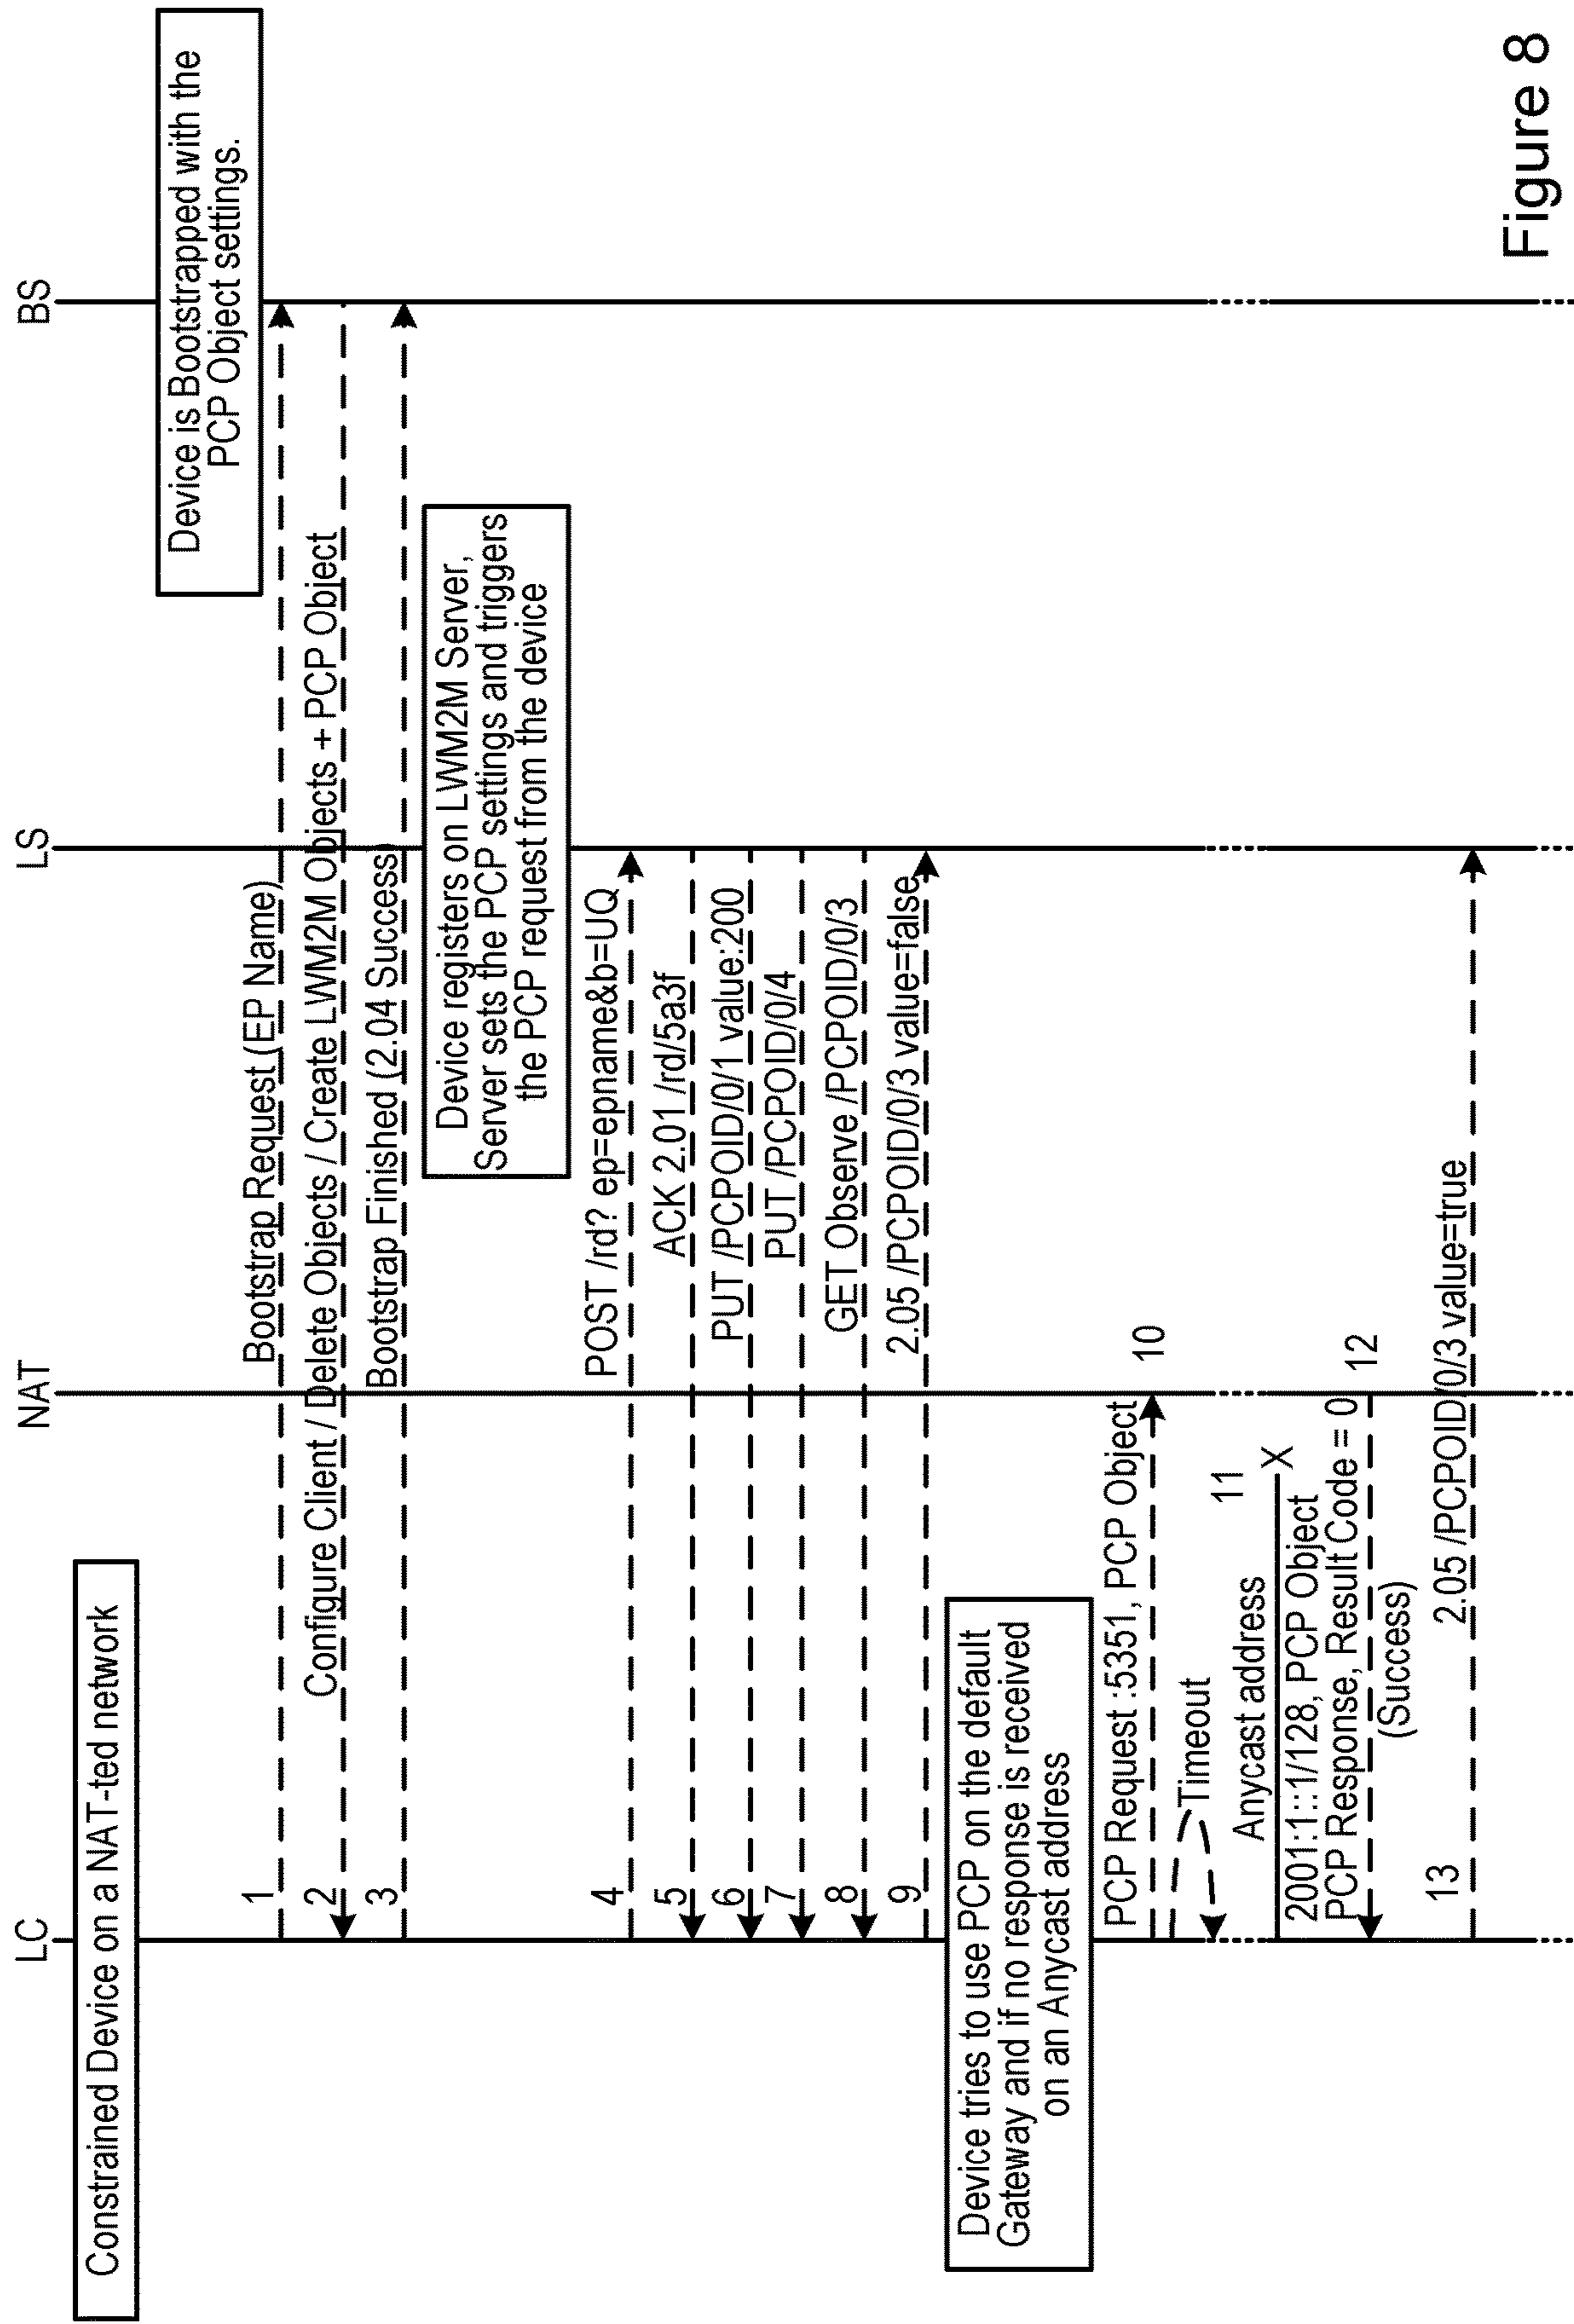 LC
NAT
LS
BS
Constrained Device on a NAT-ted network
Device is Bootstrapped with the
PCP Object settings.
1
Bootstrap Request (EP Name)
2
Configure Client / Delete Objects / Create LWM2M Objects + PCP Object
3
Bootstrap Finished (2.04 Success)
Device registers on LWM2M Server,
Server sets the PCP settings and triggers
the PCP request from the device
4
POST /rd? ep=epname&b=UQ
5
ACK 2.01 /rd/5a3f
6
PUT /PCPOID/0/1 value:200
7
PUT /PCPOID/0/4
8
GET Observe /PCPOID/0/3
9
2.05 /PCPOID/0/3 value=false
Device tries to use PCP on the default
Gateway and if no response is received
on an Anycast address
PCP Request :5351, PCP Object
10
Timeout
11
Anycast address
X
2001:1::1/128, PCP Object
PCP Response, Result Code = 0
12
(Success)
13
2.05 /PCPOID/0/3 value=true
Figure 8